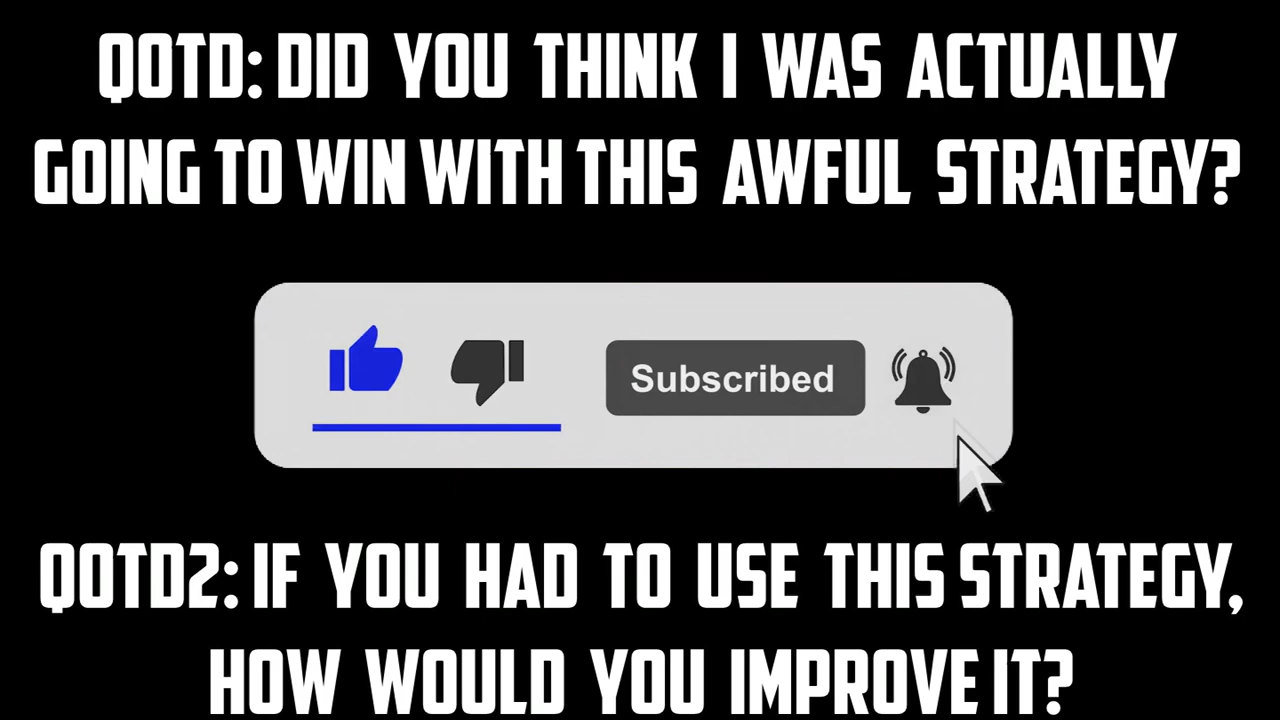 QOTD: DID YOU THINK I WAS ACTUALLY
GOING TO WIN WITH THIS AWFUL STRATEGY?
Subscribed
QOTD2: IF YOU HAD TO USE THIS STRATEGY,
HOW WOULD YOU IMPROVE IT?